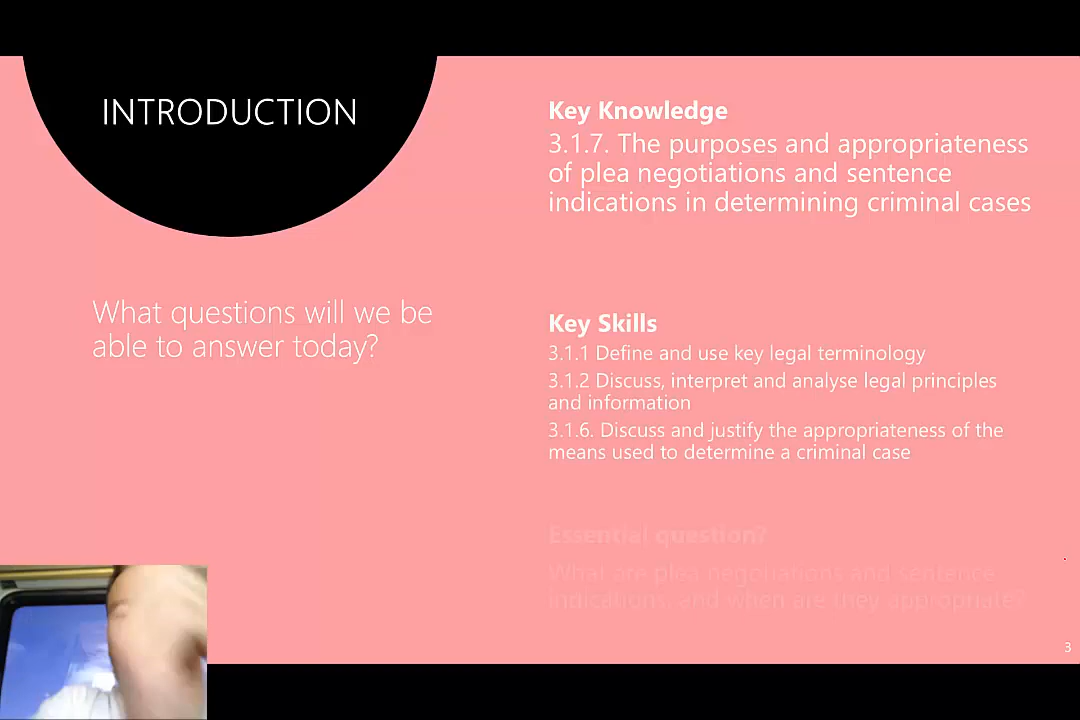 INTRODUCTION
What questions will we be
able to answer today?
Key Knowledge
3.1.7. The purposes and appropriateness
of plea negotiations and sentence
indications in determining criminal cases
Key Skills
3.1.1 Define and use key legal terminology
3.1.2 Discuss, interpret and analyse legal principles
and information
3.1.6. Discuss and justify the appropriateness of the
means used to determine a criminal case
Essential question?
What are plea negotiations and sentence
indications, and when are they appropriate?
3